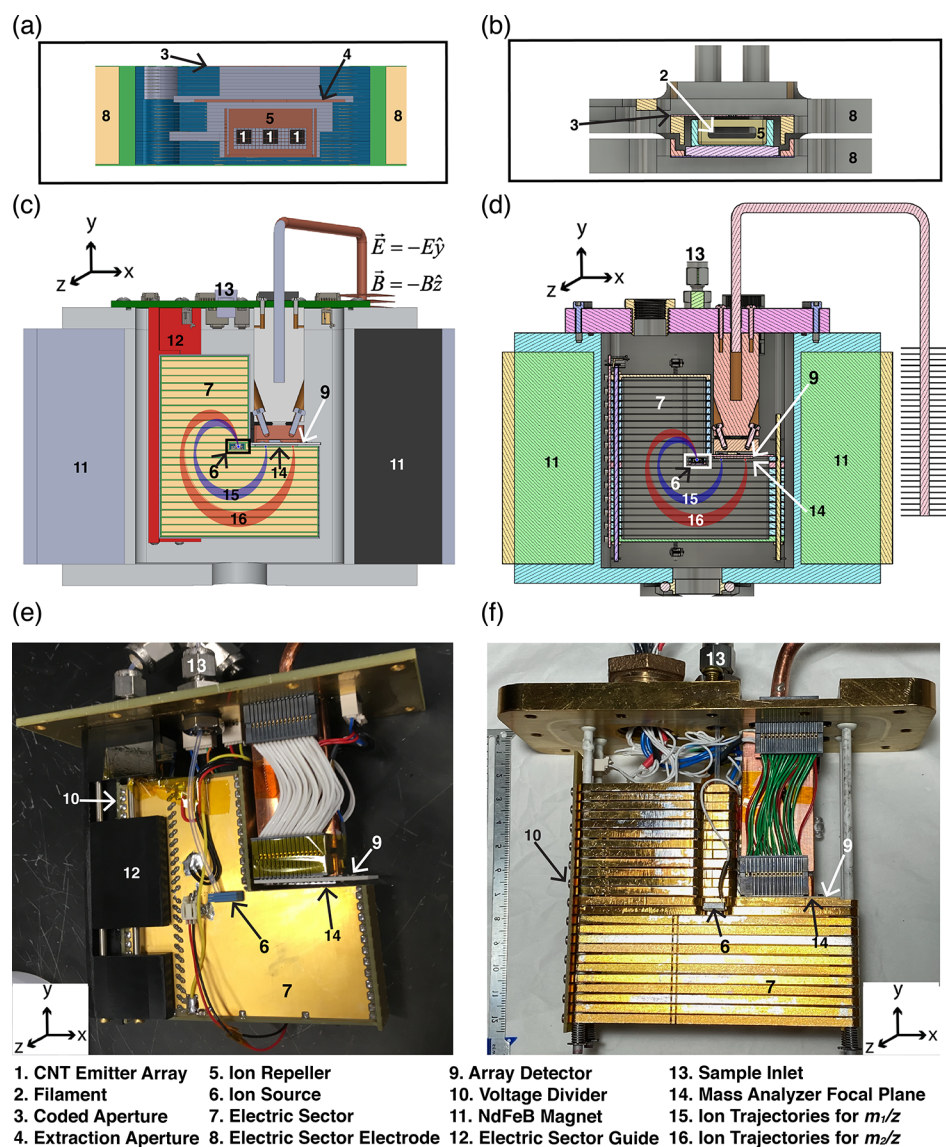 (a)
3
4
8
5
8
1
1
1
(b)
2
3
5
8
8
(c)
y
x
z
E⃗ = −Eŷ
B⃗ = −Bẑ
13
12
7
9
11
11
6
14
15
16
(d)
y
x
z
13
7
9
11
11
6
15
14
16
(e)
13
10
12
9
6
14
7
y
x
z
(f)
13
10
9
6
14
7
y
x
z
1. CNT Emitter Array
2. Filament
3. Coded Aperture
4. Extraction Aperture
5. Ion Repeller
6. Ion Source
7. Electric Sector
8. Electric Sector Electrode
9. Array Detector
10. Voltage Divider
11. NdFeB Magnet
12. Electric Sector Guide
13. Sample Inlet
14. Mass Analyzer Focal Plane
15. Ion Trajectories for m₁/z
16. Ion Trajectories for m₂/z